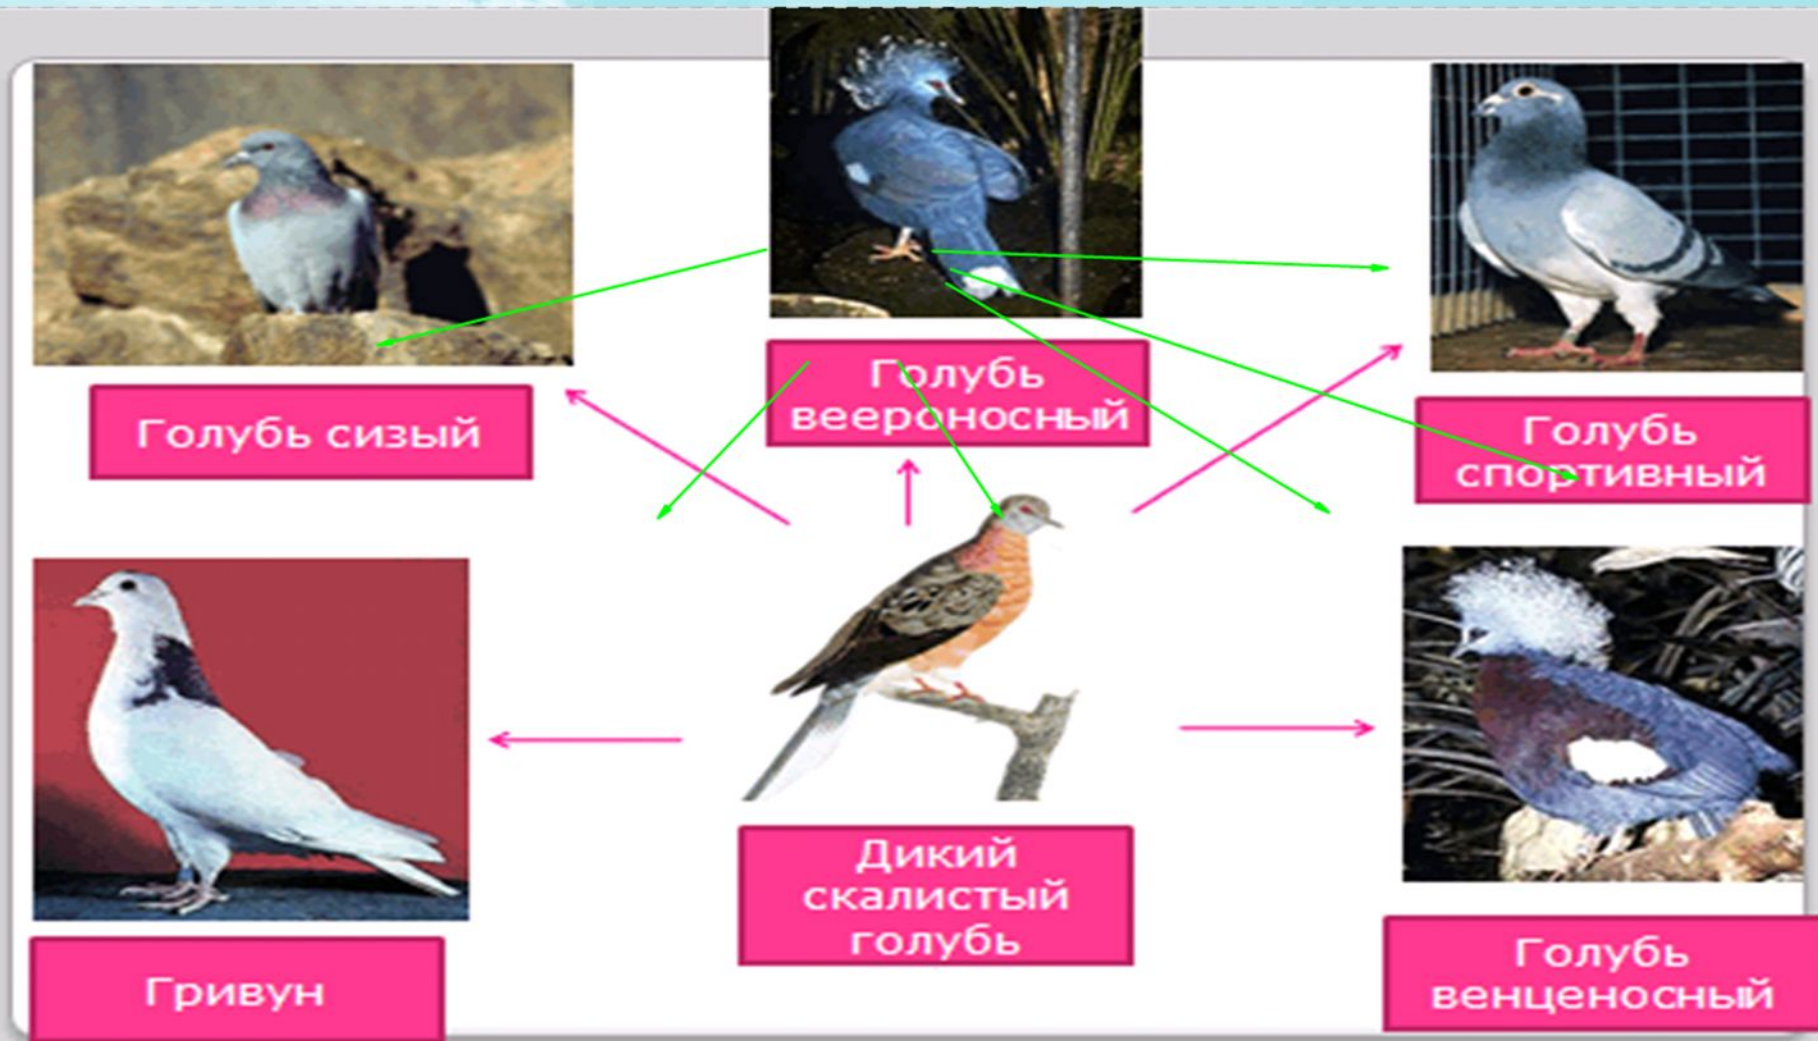 Голубь сизый
Голубь
веероносный
Голубь
спортивный
Гривун
Дикий
скалистый
голубь
Голубь
венценосный